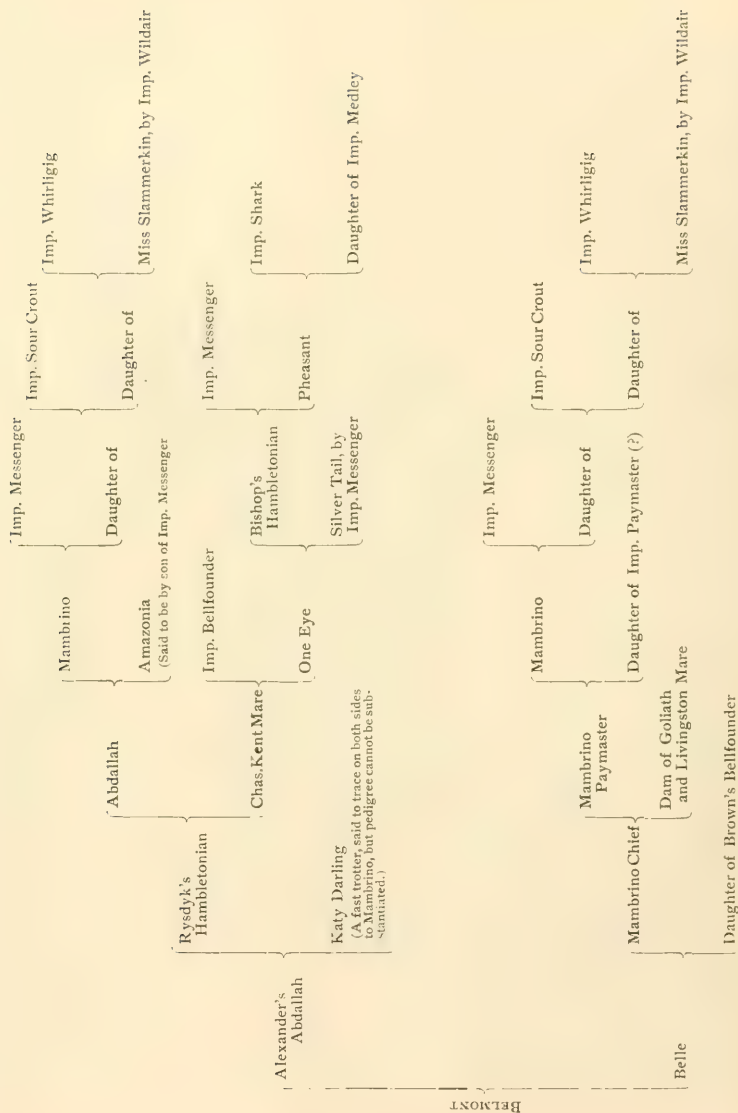 BELMONT
Alexander's
Abdallah
Rysdyk's
Hambletonian
Abdallah
Mambrino
Imp. Messenger
Daughter of
Imp. Sour Crout
Daughter of
Imp. Whirligig
Miss Slammerkin, by Imp. Wildair
Amazonia
(Said to be by son of Imp. Messenger
Chas. Kent Mare
Imp. Bellfounder
One Eye
Bishop's
Hambletonian
Imp. Messenger
Pheasant
Imp. Shark
Daughter of Imp. Medley
Silver Tail, by
Imp. Messenger
Katy Darling
(A fast trotter, said to trace on both sides
to Mambrino, but pedigree cannot be sub-
stantiated.)
Belle
Mambrino Chief
Mambrino
Paymaster
Mambrino
Imp. Messenger
Daughter of
Imp. Sour Crout
Daughter of
Imp. Whirligig
Miss Slammerkin, by Imp. Wildair
Daughter of Imp. Paymaster (?)
Dam of Goliath
and Livingston Mare
Daughter of Brown's Bellfounder